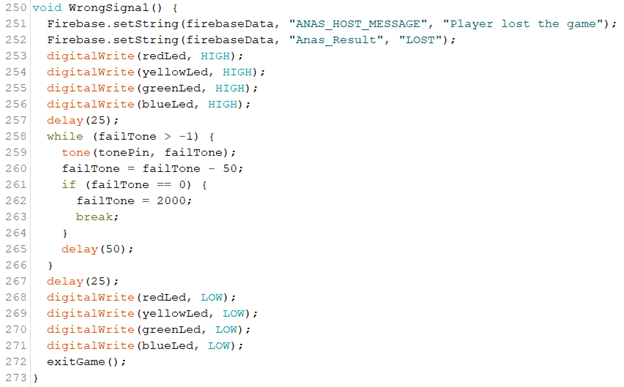 250 void WrongSignal() {
251   Firebase.setString(firebaseData, "ANAS_HOST_MESSAGE", "Player lost the game");
252   Firebase.setString(firebaseData, "Anas_Result", "LOST");
253   digitalWrite(redLed, HIGH);
254   digitalWrite(yellowLed, HIGH);
255   digitalWrite(greenLed, HIGH);
256   digitalWrite(blueLed, HIGH);
257   delay(25);
258   while (failTone > -1) {
259     tone(tonePin, failTone);
260     failTone = failTone - 50;
261     if (failTone == 0) {
262       failTone = 2000;
263       break;
264     }
265     delay(50);
266   }
267   delay(25);
268   digitalWrite(redLed, LOW);
269   digitalWrite(yellowLed, LOW);
270   digitalWrite(greenLed, LOW);
271   digitalWrite(blueLed, LOW);
272   exitGame();
273 }